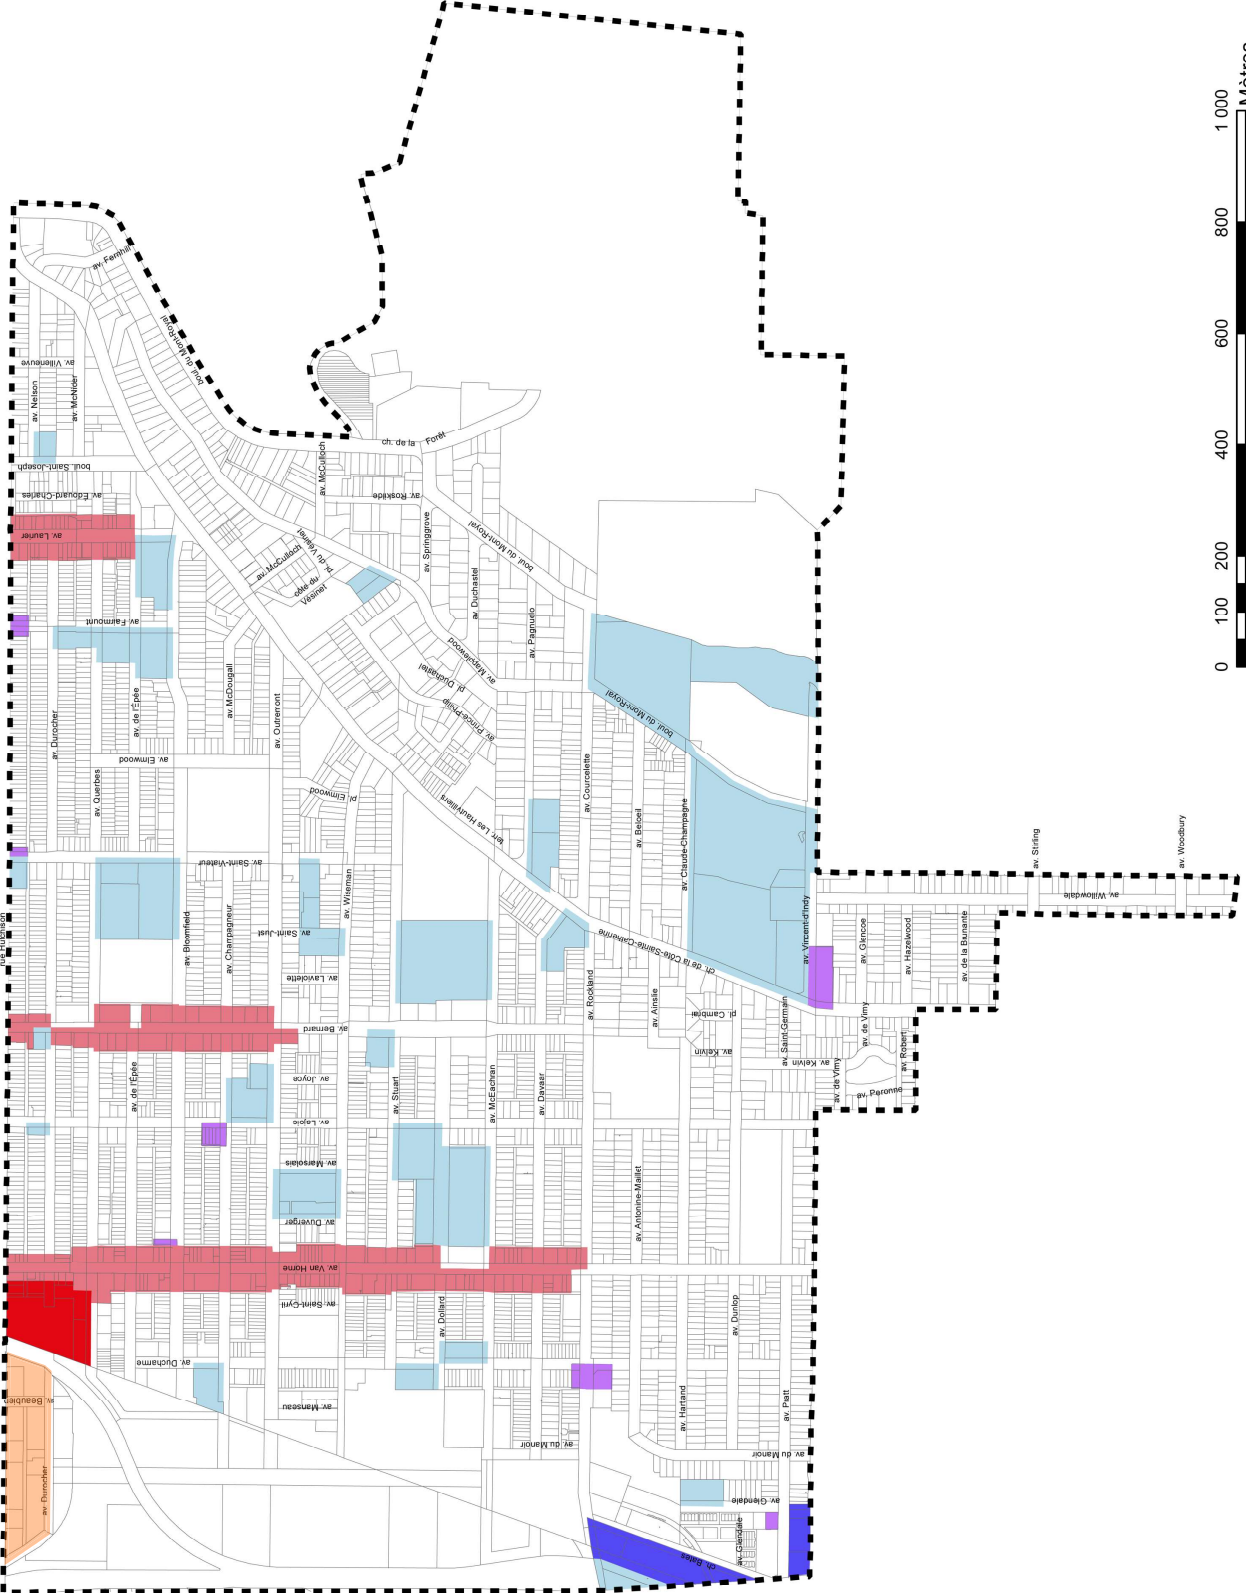 1 000
Mètres
800
600
400
200
100
0
av. Fernhill
boul. du Mont-Royal
av. Villeneuve
av. Nelson
av. McNider
boul. Saint-Joseph
av. Édouard-Charles
av. Laurier
av. Fairmount
ch. de la Forêt
av. McCulloch
av. Roskilde
av. Springgrove
boul. du Mont-Royal
pl. du Vésinet
av. McCulloch
côte du Vésinet
av. Duchastel
av. Pagnuelo
av. Maplewood
pl. Duchastel
av. Prince-Philip
av. McDougall
av. Outremont
av. Durocher
av. de l'Épée
av. Elmwood
av. Querbes
pl. Elmwood
terr. Les Hautvilliers
boul. du Mont-Royal
av. Courcelette
av. Beloeil
av. Claude-Champagne
av. Stirling
av. Woodbury
av. Willowdale
av. Saint-Viateur
av. Wiseman
av. Bloomfield
av. Champagneur
av. Saint-Just
av. Laviolette
rue Hutchison
ch. de la Côte-Sainte-Catherine
av. Vincent-d'Indy
av. Glencoe
av. Hazelwood
av. de la Brunante
av. Rockland
av. Ainslie
pl. Cambrai
av. Saint-Germain
av. de Vimy
av. Robert
av. Kelvin
av. Kelvin
av. de Vimy
av. Peronne
av. Bernard
av. Joyce
av. de l'Épée
av. Stuart
av. McEachran
av. Davaar
av. Lajoie
av. Marsolais
av. Duverger
av. Antonine-Maillet
av. Van Horne
av. Saint-Cyril
av. Dollard
av. Dunlop
av. Ducharme
av. Manseau
av. Hartland
av. Pratt
av. du Manoir
av. du Manoir
av. Beaubien
av. Durocher
av. Glendale
av. Glendale
ch. Bates